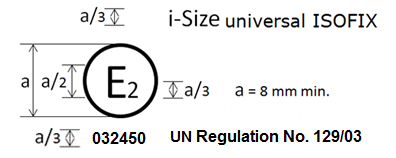 a/3 i-Size universal ISOFIX
a a/2 E2 a/3 a = 8 mm min.
a/3 032450 UN Regulation No. 129/03